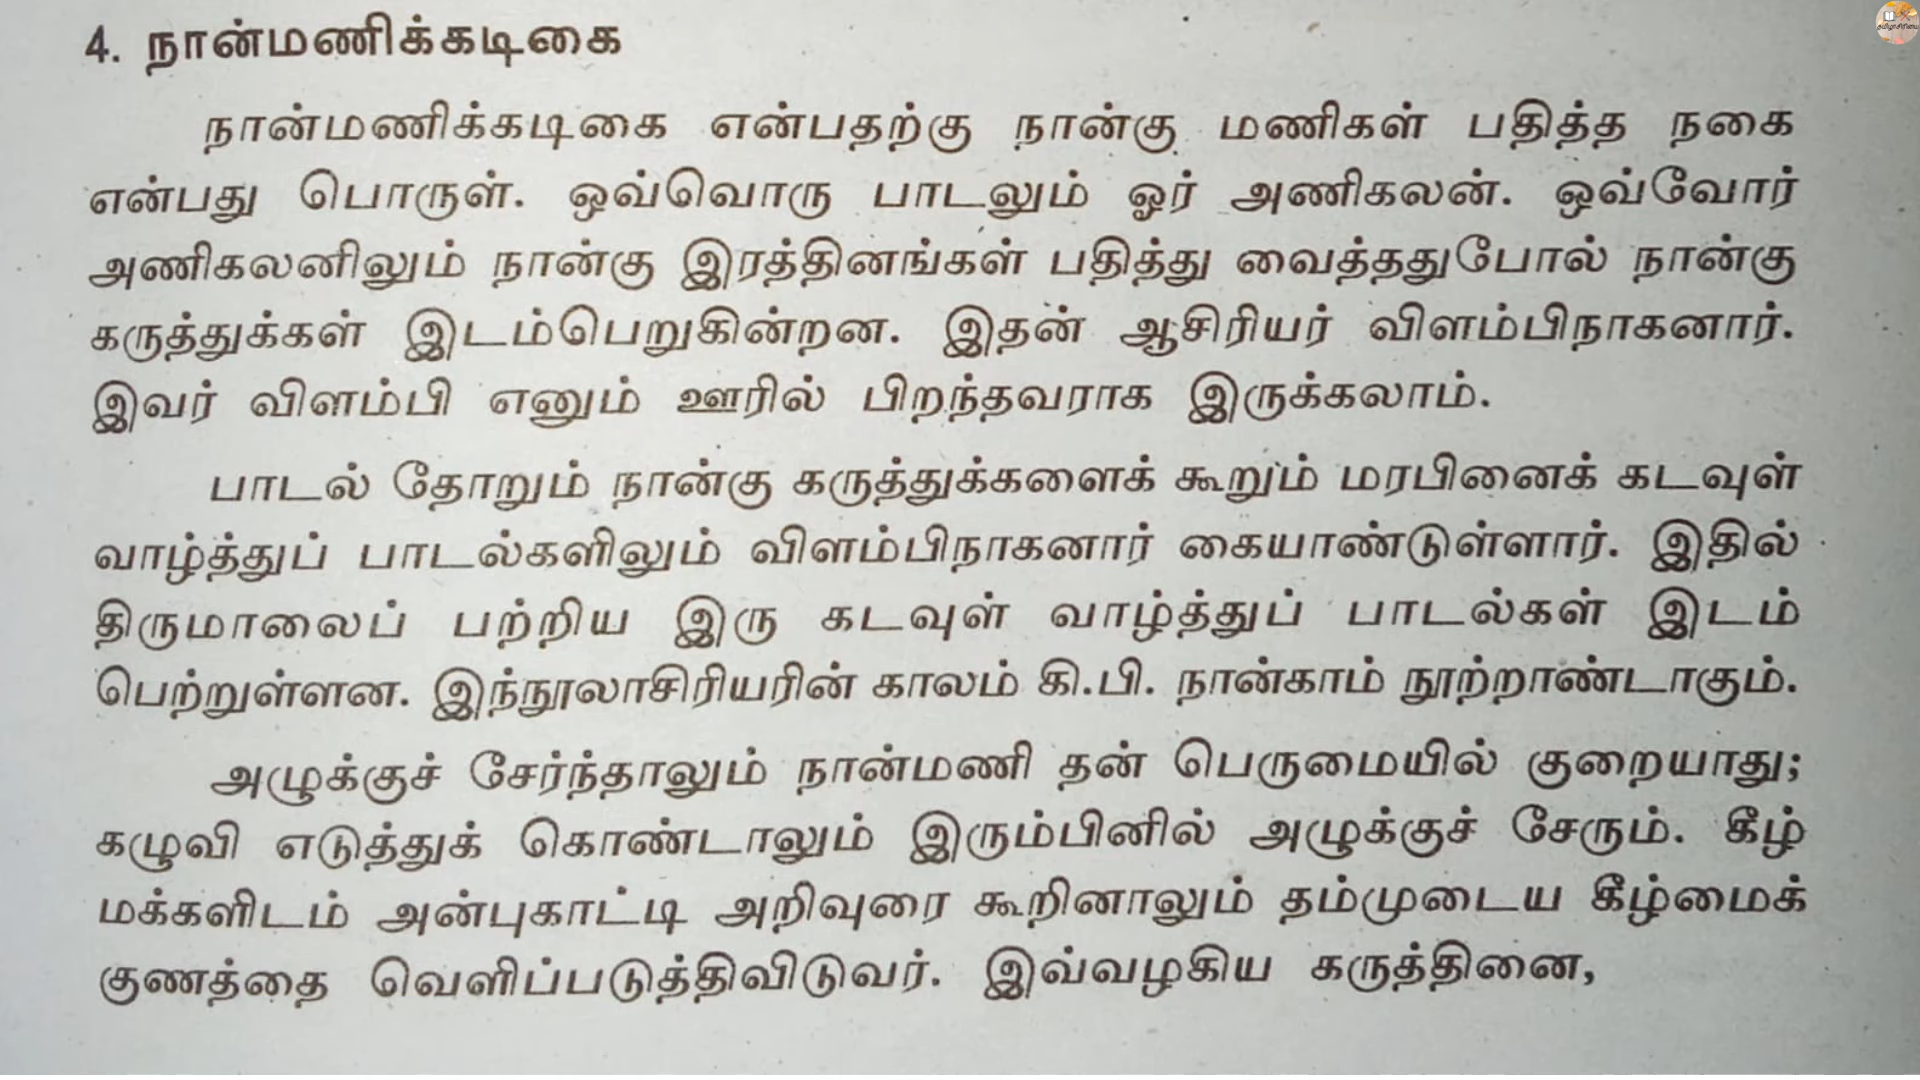 4. நான்மணிக்கடிகை
நான்மணிக்கடிகை என்பதற்கு நான்கு மணிகள் பதித்த நகை
என்பது பொருள். ஒவ்வொரு பாடலும் ஓர் அணிகலன். ஒவ்வோர்
அணிகலனிலும் நான்கு இரத்தினங்கள் பதித்து வைத்ததுபோல் நான்கு
கருத்துக்கள் இடம்பெறுகின்றன. இதன் ஆசிரியர் விளம்பிநாகனார்.
இவர் விளம்பி எனும் ஊரில் பிறந்தவராக இருக்கலாம்.
பாடல் தோறும் நான்கு கருத்துக்களைக் கூறும் மரபினைக் கடவுள்
வாழ்த்துப் பாடல்களிலும் விளம்பிநாகனார் கையாண்டுள்ளார். இதில்
திருமாலைப் பற்றிய இரு கடவுள் வாழ்த்துப் பாடல்கள் இடம்
பெற்றுள்ளன. இந்நூலாசிரியரின் காலம் கி.பி. நான்காம் நூற்றாண்டாகும்.
அழுக்குச் சேர்ந்தாலும் நான்மணி தன் பெருமையில் குறையாது;
கழுவி எடுத்துக் கொண்டாலும் இரும்பினில் அழுக்குச் சேரும். கீழ்
மக்களிடம் அன்புகாட்டி அறிவுரை கூறினாலும் தம்முடைய கீழ்மைக்
குணத்தை வெளிப்படுத்திவிடுவர். இவ்வழகிய கருத்தினை,